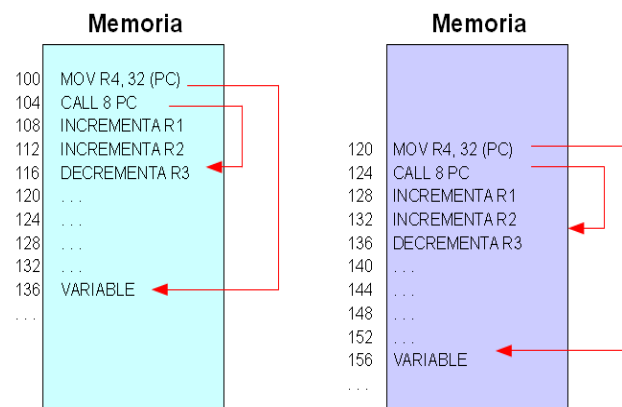 Memoria
100 MOV R4, 32 (PC)
104 CALL 8 PC
108 INCREMENTA R1
112 INCREMENTA R2
116 DECREMENTA R3
120 . . .
124 . . .
128 . . .
132 . . .
136 VARIABLE
. . .
Memoria
120 MOV R4, 32 (PC)
124 CALL 8 PC
128 INCREMENTA R1
132 INCREMENTA R2
136 DECREMENTA R3
140 . . .
144 . . .
148 . . .
152 . . .
156 VARIABLE
. . .